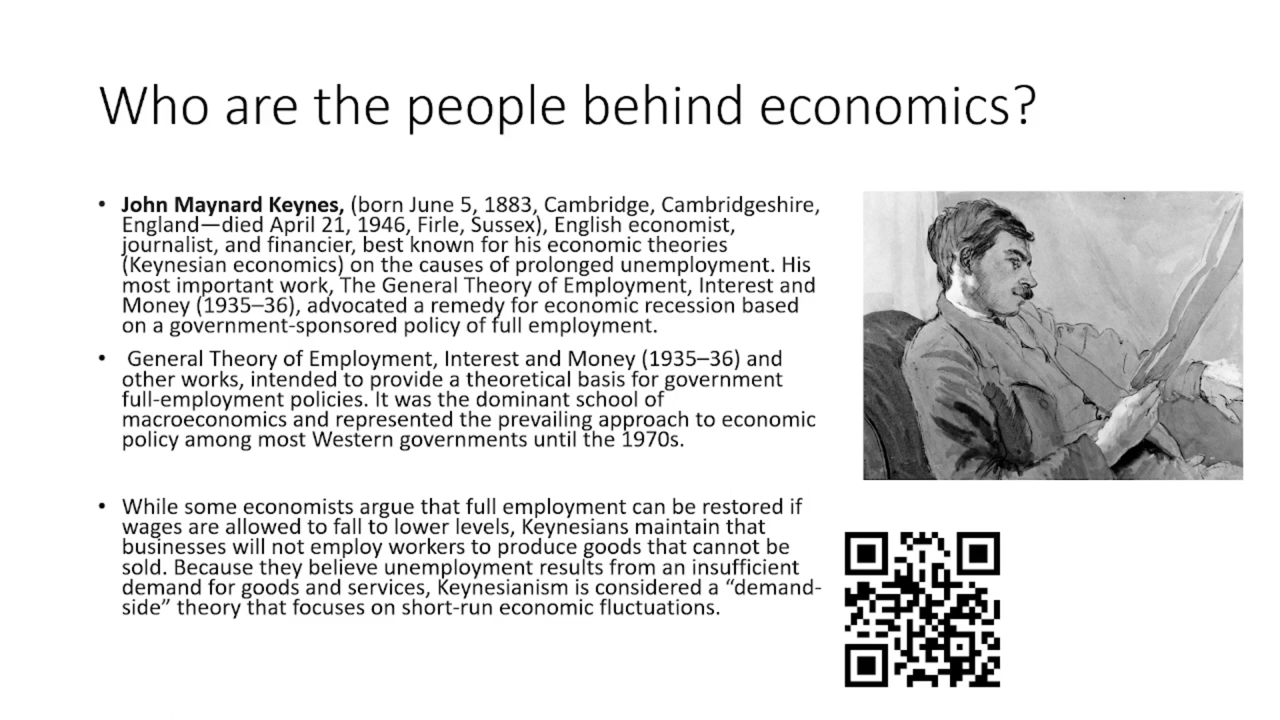 Who are the people behind economics?
• John Maynard Keynes, (born June 5, 1883, Cambridge, Cambridgeshire,
England—died April 21, 1946, Firle, Sussex), English economist,
journalist, and financier, best known for his economic theories
(Keynesian economics) on the causes of prolonged unemployment. His
most important work, The General Theory of Employment, Interest and
Money (1935–36), advocated a remedy for economic recession based
on a government-sponsored policy of full employment.
• General Theory of Employment, Interest and Money (1935–36) and
other works, intended to provide a theoretical basis for government
full-employment policies. It was the dominant school of
macroeconomics and represented the prevailing approach to economic
policy among most Western governments until the 1970s.
• While some economists argue that full employment can be restored if
wages are allowed to fall to lower levels, Keynesians maintain that
businesses will not employ workers to produce goods that cannot be
sold. Because they believe unemployment results from an insufficient
demand for goods and services, Keynesianism is considered a “demand-
side” theory that focuses on short-run economic fluctuations.